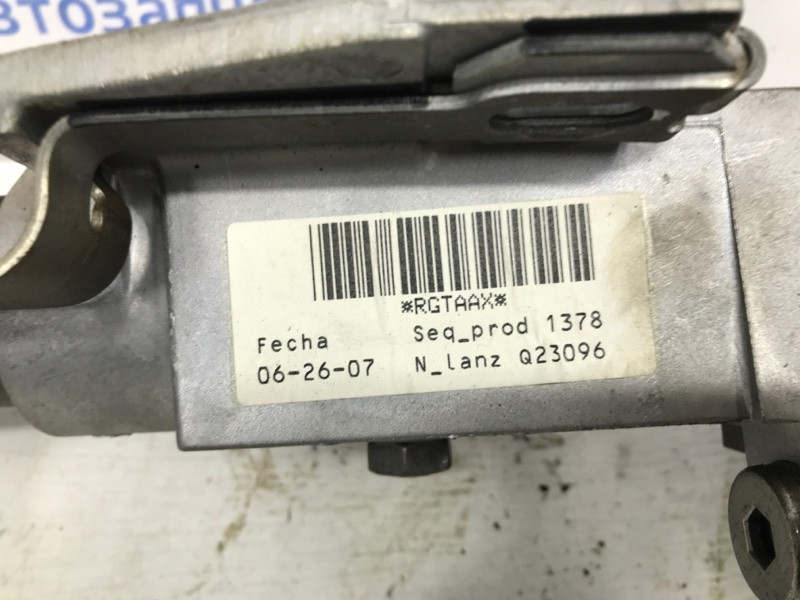 *RGTAAX*
Fecha Seq_prod 1378
06-26-07 N_lanz Q23096